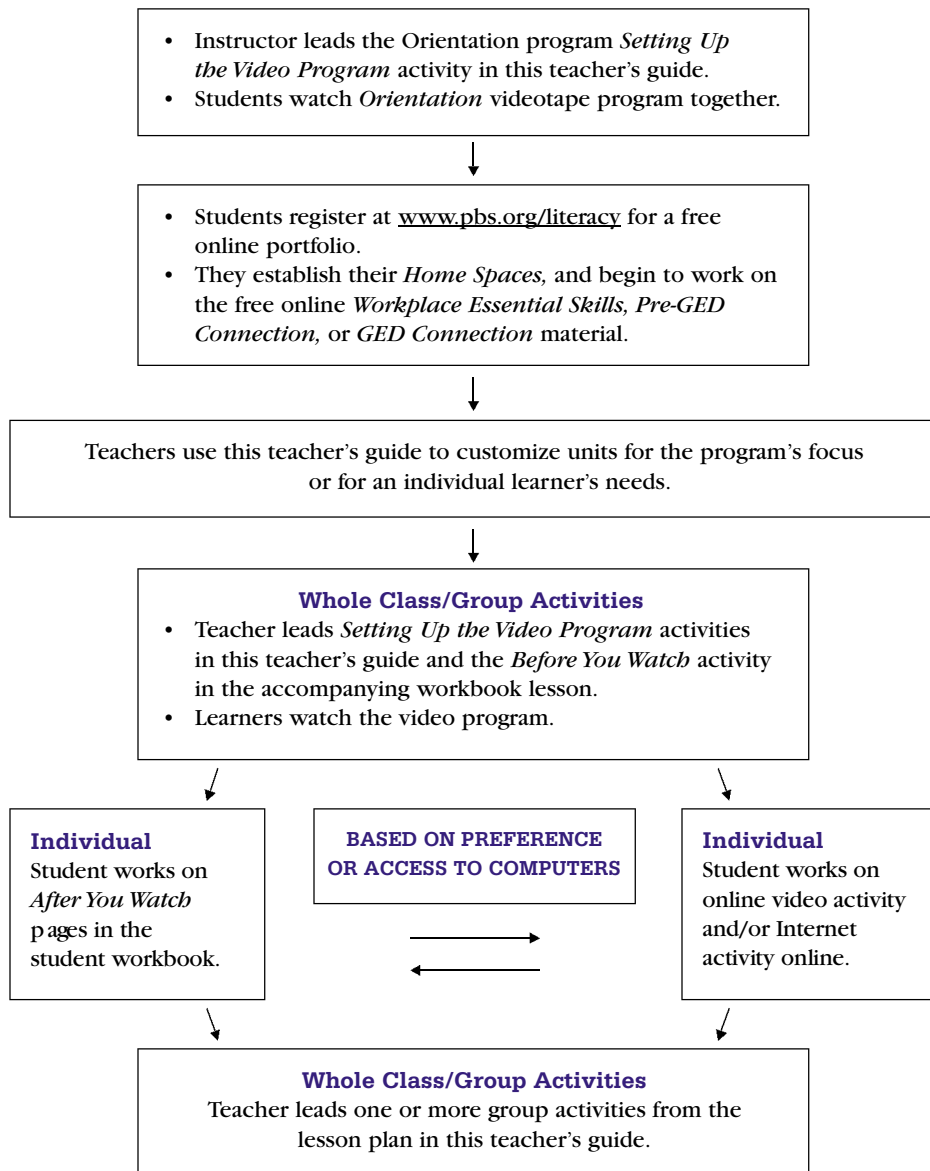 • Instructor leads the Orientation program Setting Up
the Video Program activity in this teacher's guide.
• Students watch Orientation videotape program together.
• Students register at www.pbs.org/literacy for a free
online portfolio.
• They establish their Home Spaces, and begin to work on
the free online Workplace Essential Skills, Pre-GED
Connection, or GED Connection material.
Teachers use this teacher's guide to customize units for the program's focus
or for an individual learner's needs.
Whole Class/Group Activities
• Teacher leads Setting Up the Video Program activities
in this teacher's guide and the Before You Watch activity
in the accompanying workbook lesson.
• Learners watch the video program.
Individual
Student works on
After You Watch
pages in the
student workbook.
BASED ON PREFERENCE
OR ACCESS TO COMPUTERS
Individual
Student works on
online video activity
and/or Internet
activity online.
Whole Class/Group Activities
Teacher leads one or more group activities from the
lesson plan in this teacher's guide.